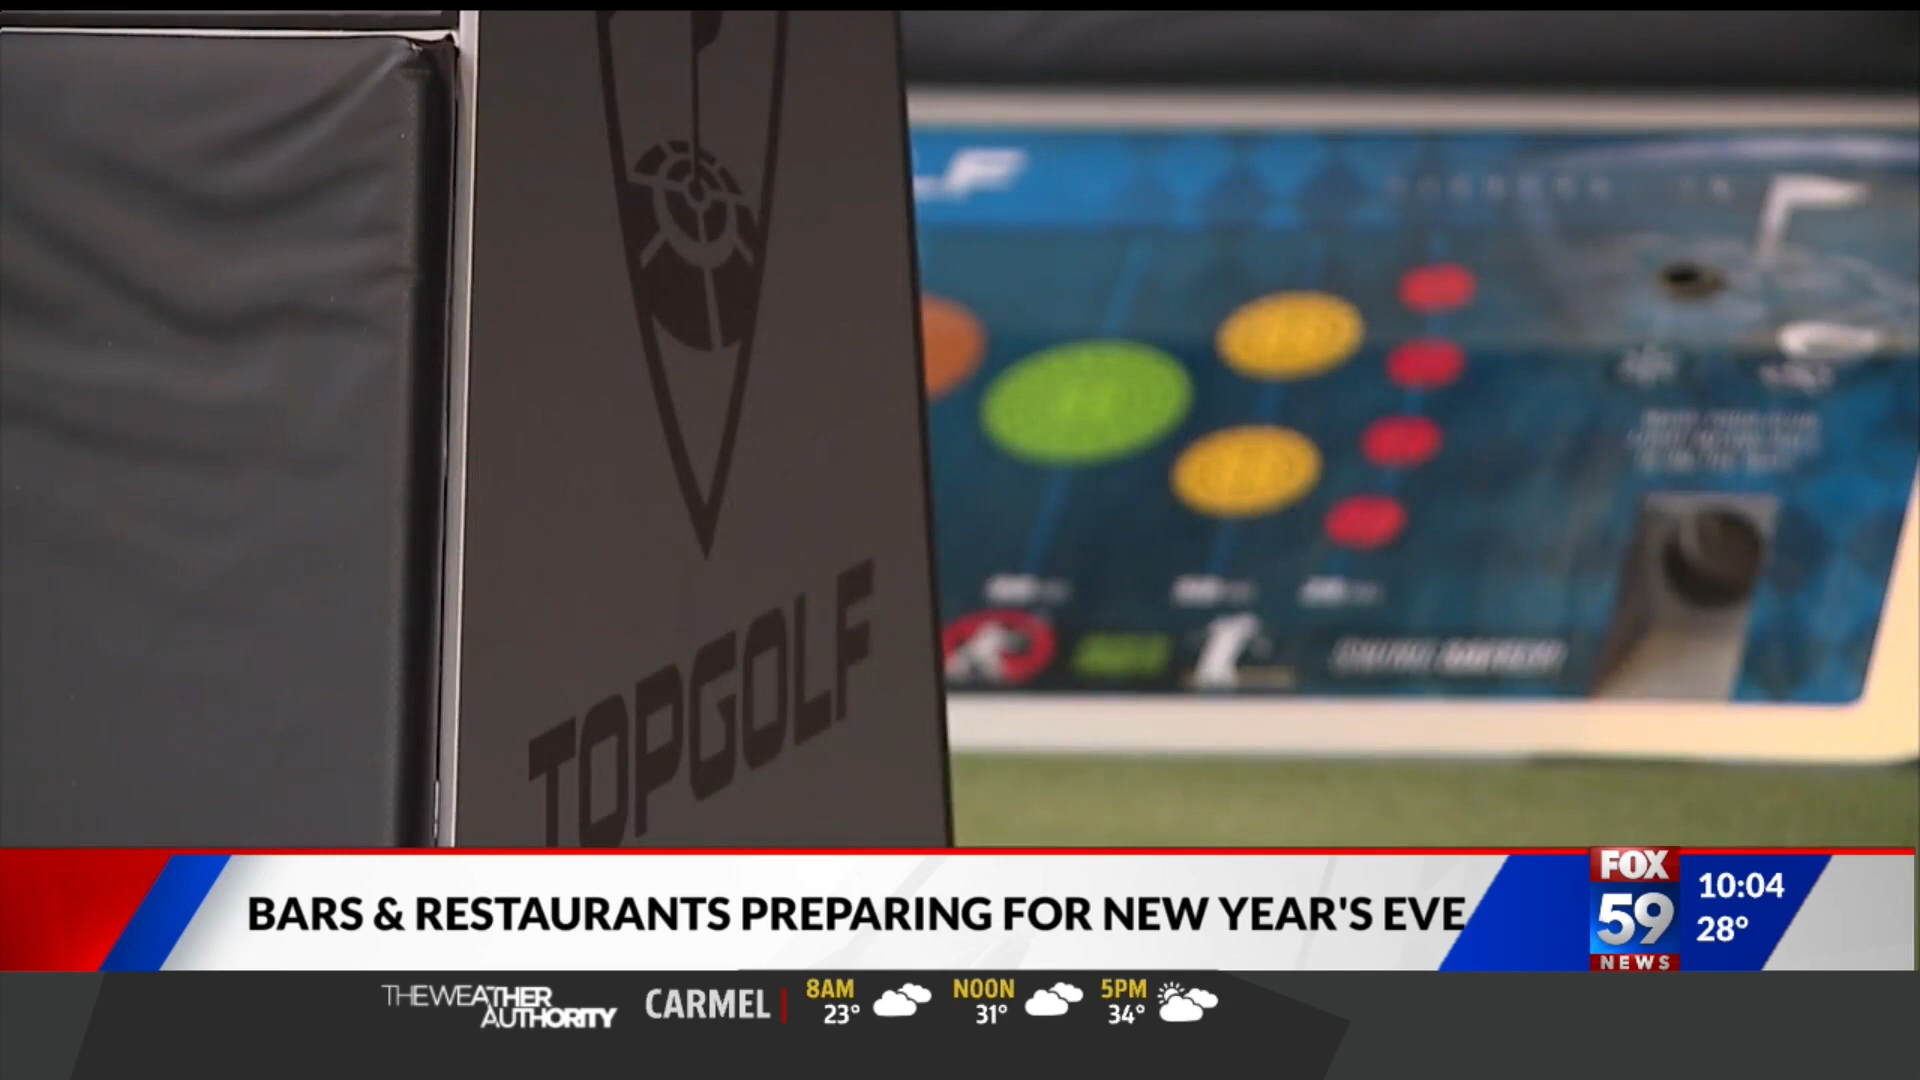 LF
TOPGOLF
BARS & RESTAURANTS PREPARING FOR NEW YEAR'S EVE
FOX
59
NEWS
10:04
28°
THE WEATHER
AUTHORITY
CARMEL
8AM
23°
NOON
31°
5PM
34°